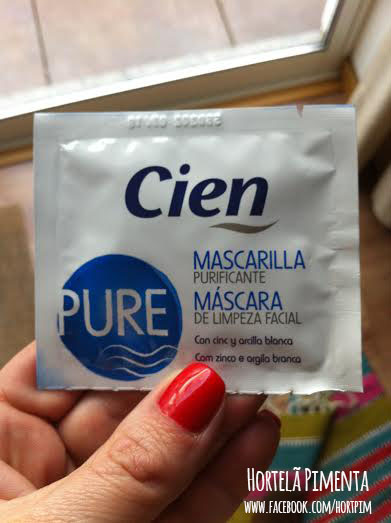 Cien
MASCARILLA
PURIFICANTE
PURE
MÁSCARA
DE LIMPEZA FACIAL
Con cinc y arcilla blanca
Com zinco e argila branca
HORTELÃ PIMENTA
WWW.FACEBOOK.COM/HORTPIM